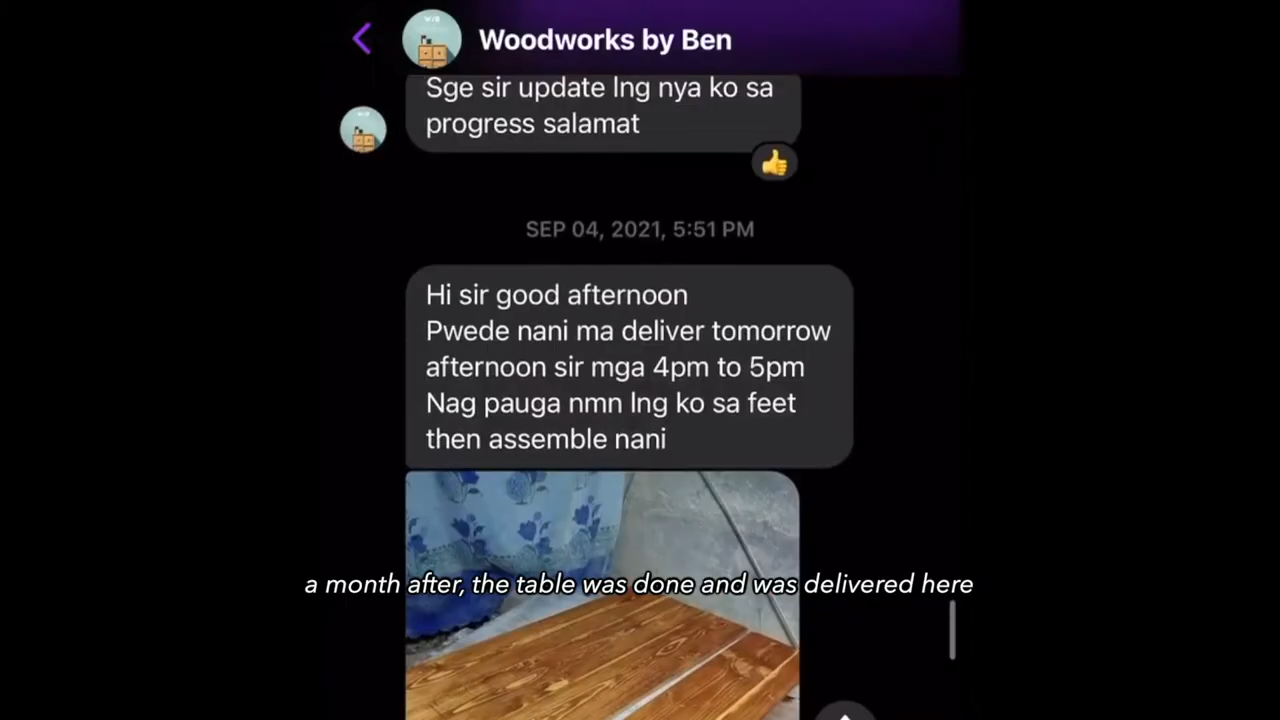 Woodworks by Ben
Sge sir update lng nya ko sa
progress salamat
SEP 04, 2021, 5:51 PM
Hi sir good afternoon
Pwede nani ma deliver tomorrow
afternoon sir mga 4pm to 5pm
Nag pauga nmn lng ko sa feet
then assemble nani
a month after, the table was done and was delivered here